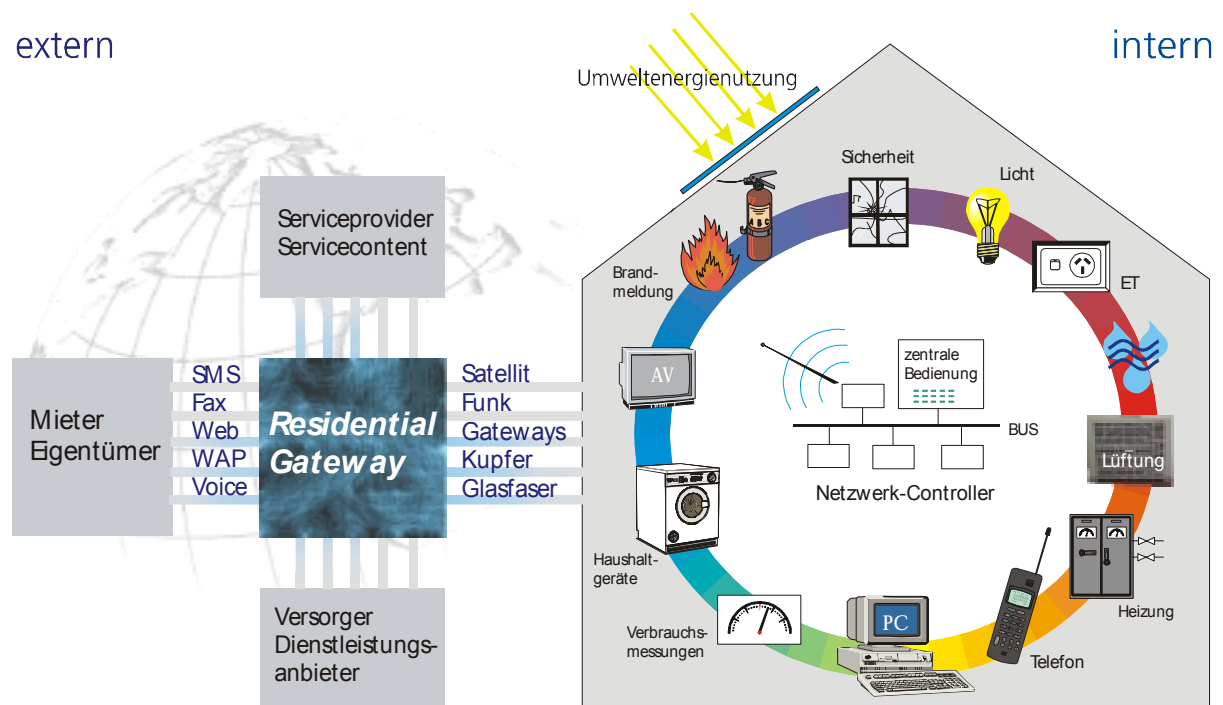 extern
intern
Umweltenergienutzung
Serviceprovider
Servicecontent
Mieter
Eigentümer
SMS
Fax
Web
WAP
Voice
Residential
Gateway
Satellit
Funk
Gateways
Kupfer
Glasfaser
Versorger
Dienstleistungs-
anbieter
Sicherheit
Licht
ABC
Brand-
meldung
ET
AV
zentrale
Bedienung
BUS
Netzwerk-Controller
Lüftung
Haushalt-
geräte
Heizung
Verbrauchs-
messungen
PC
Telefon